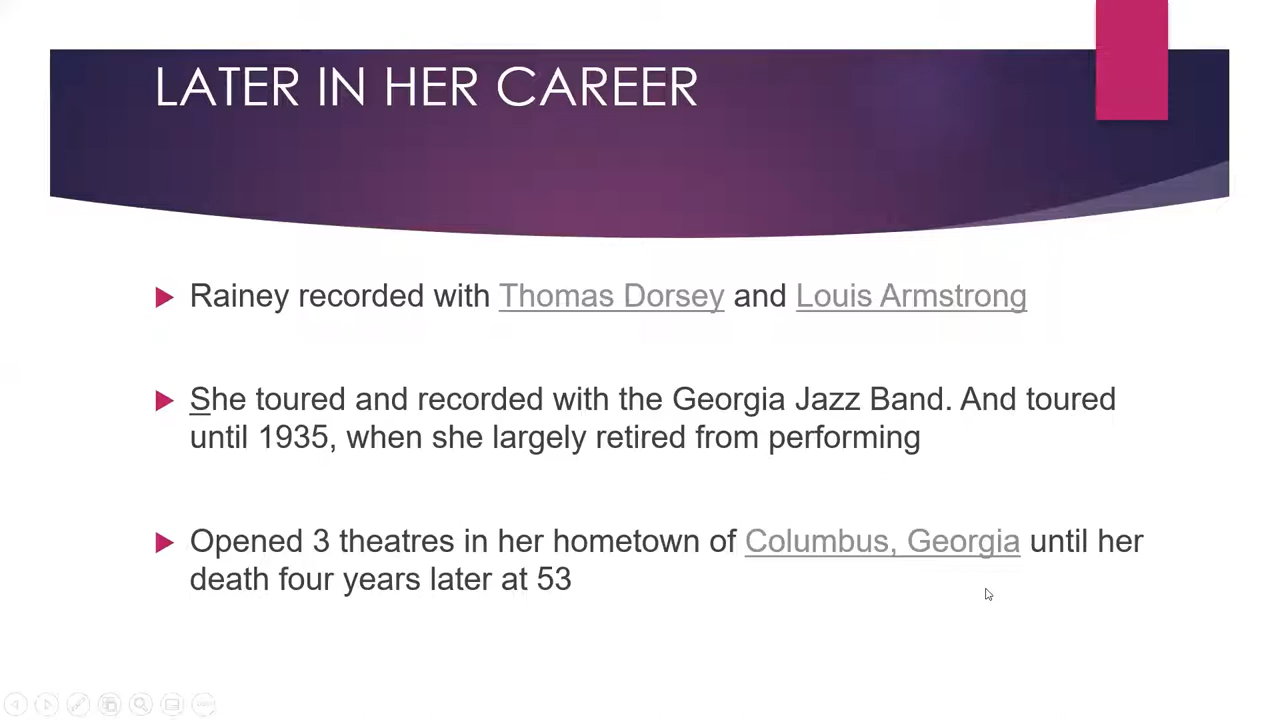 LATER IN HER CAREER
Rainey recorded with Thomas Dorsey and Louis Armstrong
She toured and recorded with the Georgia Jazz Band. And toured
until 1935, when she largely retired from performing
Opened 3 theatres in her hometown of Columbus, Georgia until her
death four years later at 53